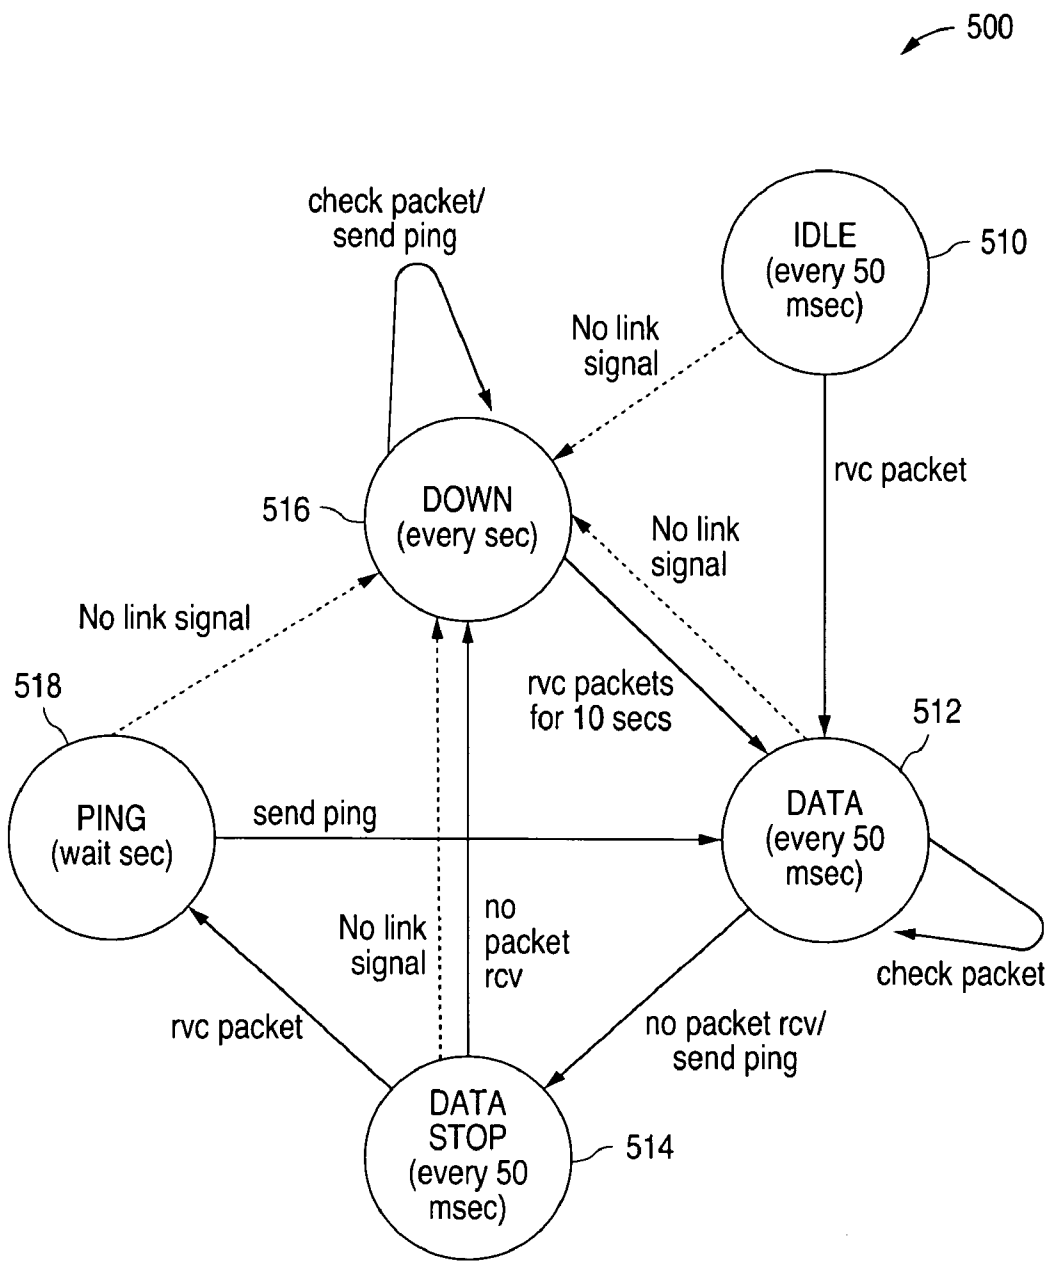 500
check packet/
send ping
IDLE
(every 50
msec)
510
No link
signal
rvc packet
DOWN
(every sec)
516
No link
signal
No link signal
rvc packets
for 10 secs
518
512
PING
(wait sec)
send ping
DATA
(every 50
msec)
No link
signal
no
packet
rcv
check packet
rvc packet
no packet rcv/
send ping
DATA
STOP
(every 50
msec)
514